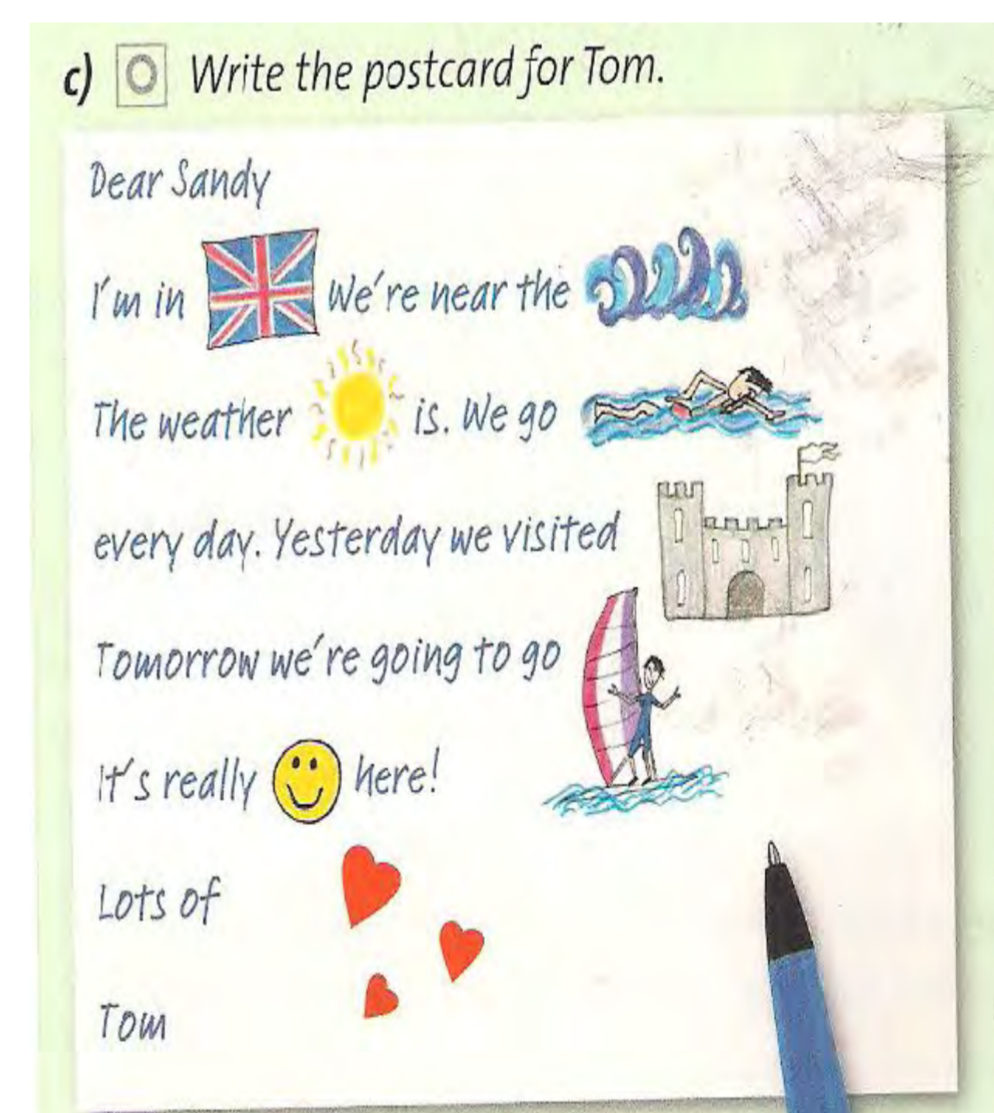 c) O Write the postcard for Tom.
Dear Sandy
I'm in We're near the
The weather is. We go
every day. Yesterday we visited
Tomorrow we're going to go
It's really here!
Lots of
Tom